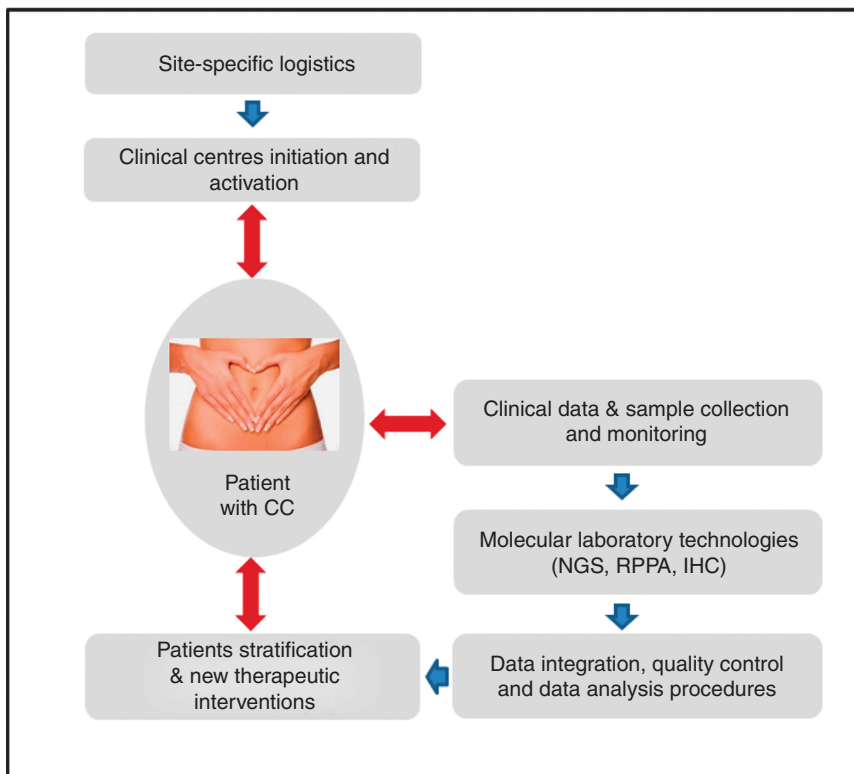 Site-specific logistics
Clinical centres initiation and
activation
Patient
with CC
Clinical data & sample collection
and monitoring
Molecular laboratory technologies
(NGS, RPPA, IHC)
Data integration, quality control
and data analysis procedures
Patients stratification
& new therapeutic
interventions